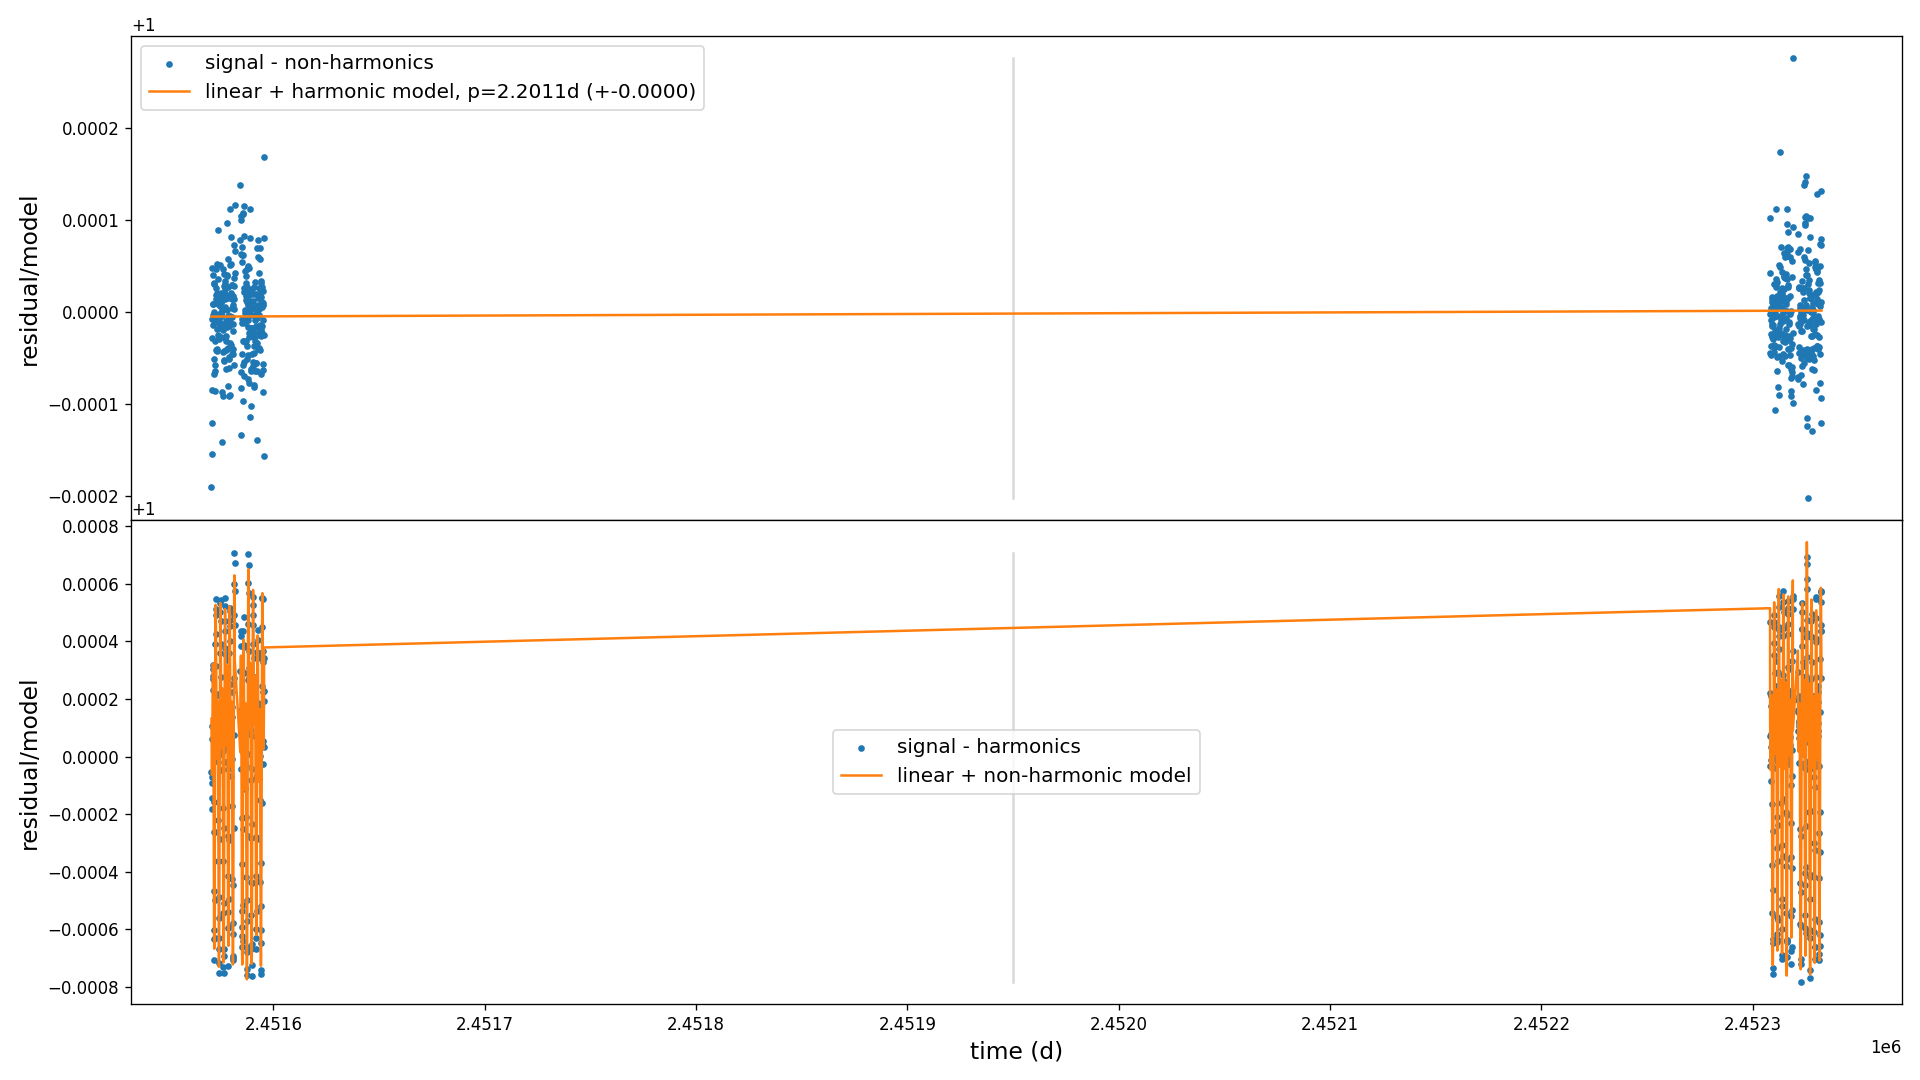 +1
signal - non-harmonics
linear + harmonic model, p=2.2011d (+-0.0000)
0.0002
0.0001
0.0000
−0.0001
−0.0002
residual/model
+1
0.0008
0.0006
0.0004
0.0002
0.0000
−0.0002
−0.0004
−0.0006
−0.0008
residual/model
signal - harmonics
linear + non-harmonic model
2.4516 2.4517 2.4518 2.4519 2.4520 2.4521 2.4522 2.4523
time (d)
1e6